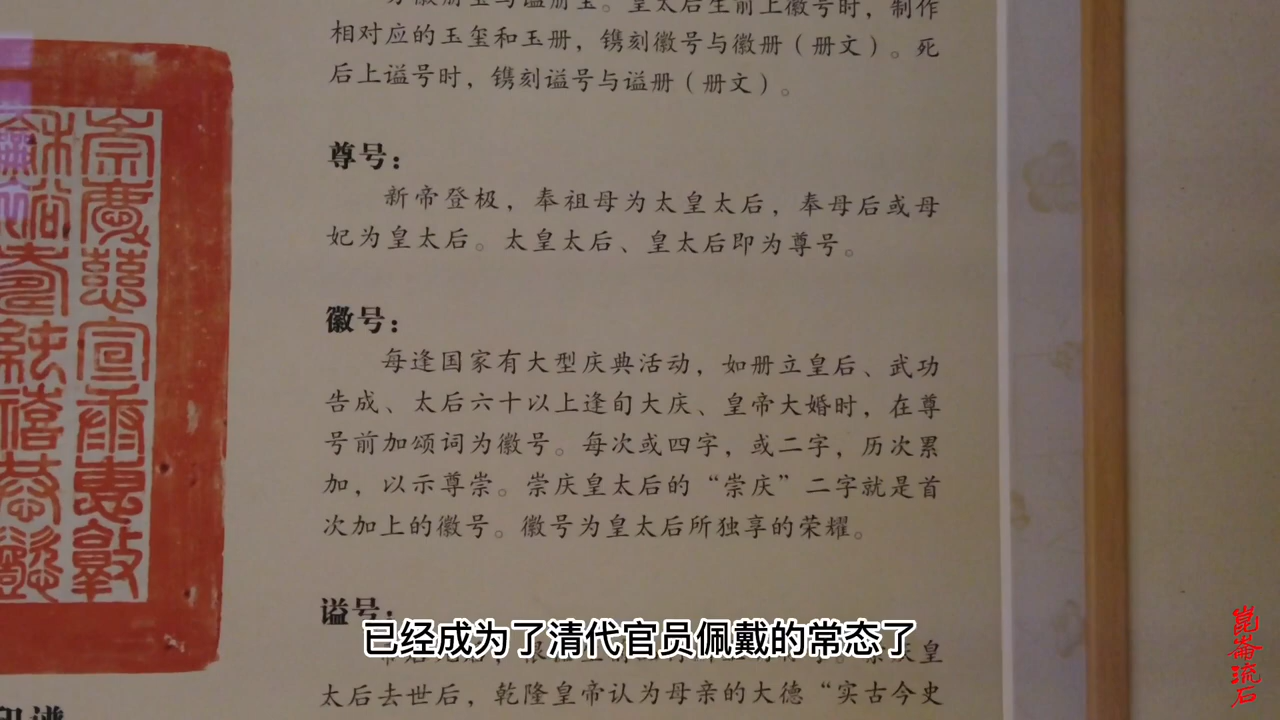 相对应的玉玺和玉册，镌刻徽号与徽册（册文）。死
后上谥号时，镌刻谥号与谥册（册文）。
尊号：
新帝登极，奉祖母为太皇太后，奉母后或母
妃为皇太后。太皇太后、皇太后即为尊号。
徽号：
每逢国家有大型庆典活动，如册立皇后、武功
告成、太后六十以上逢旬大庆、皇帝大婚时，在尊
号前加颂词为徽号。每次或四字，或二字，历次累
加，以示尊崇。崇庆皇太后的“崇庆”二字就是首
次加上的徽号。徽号为皇太后所独享的荣耀。
谥号：
已经成为了清代官员佩戴的常态了
太后去世后，乾隆皇帝认为母亲的大德“实古今史
印谱
崇慶慈宣康惠敦
崑崙流石